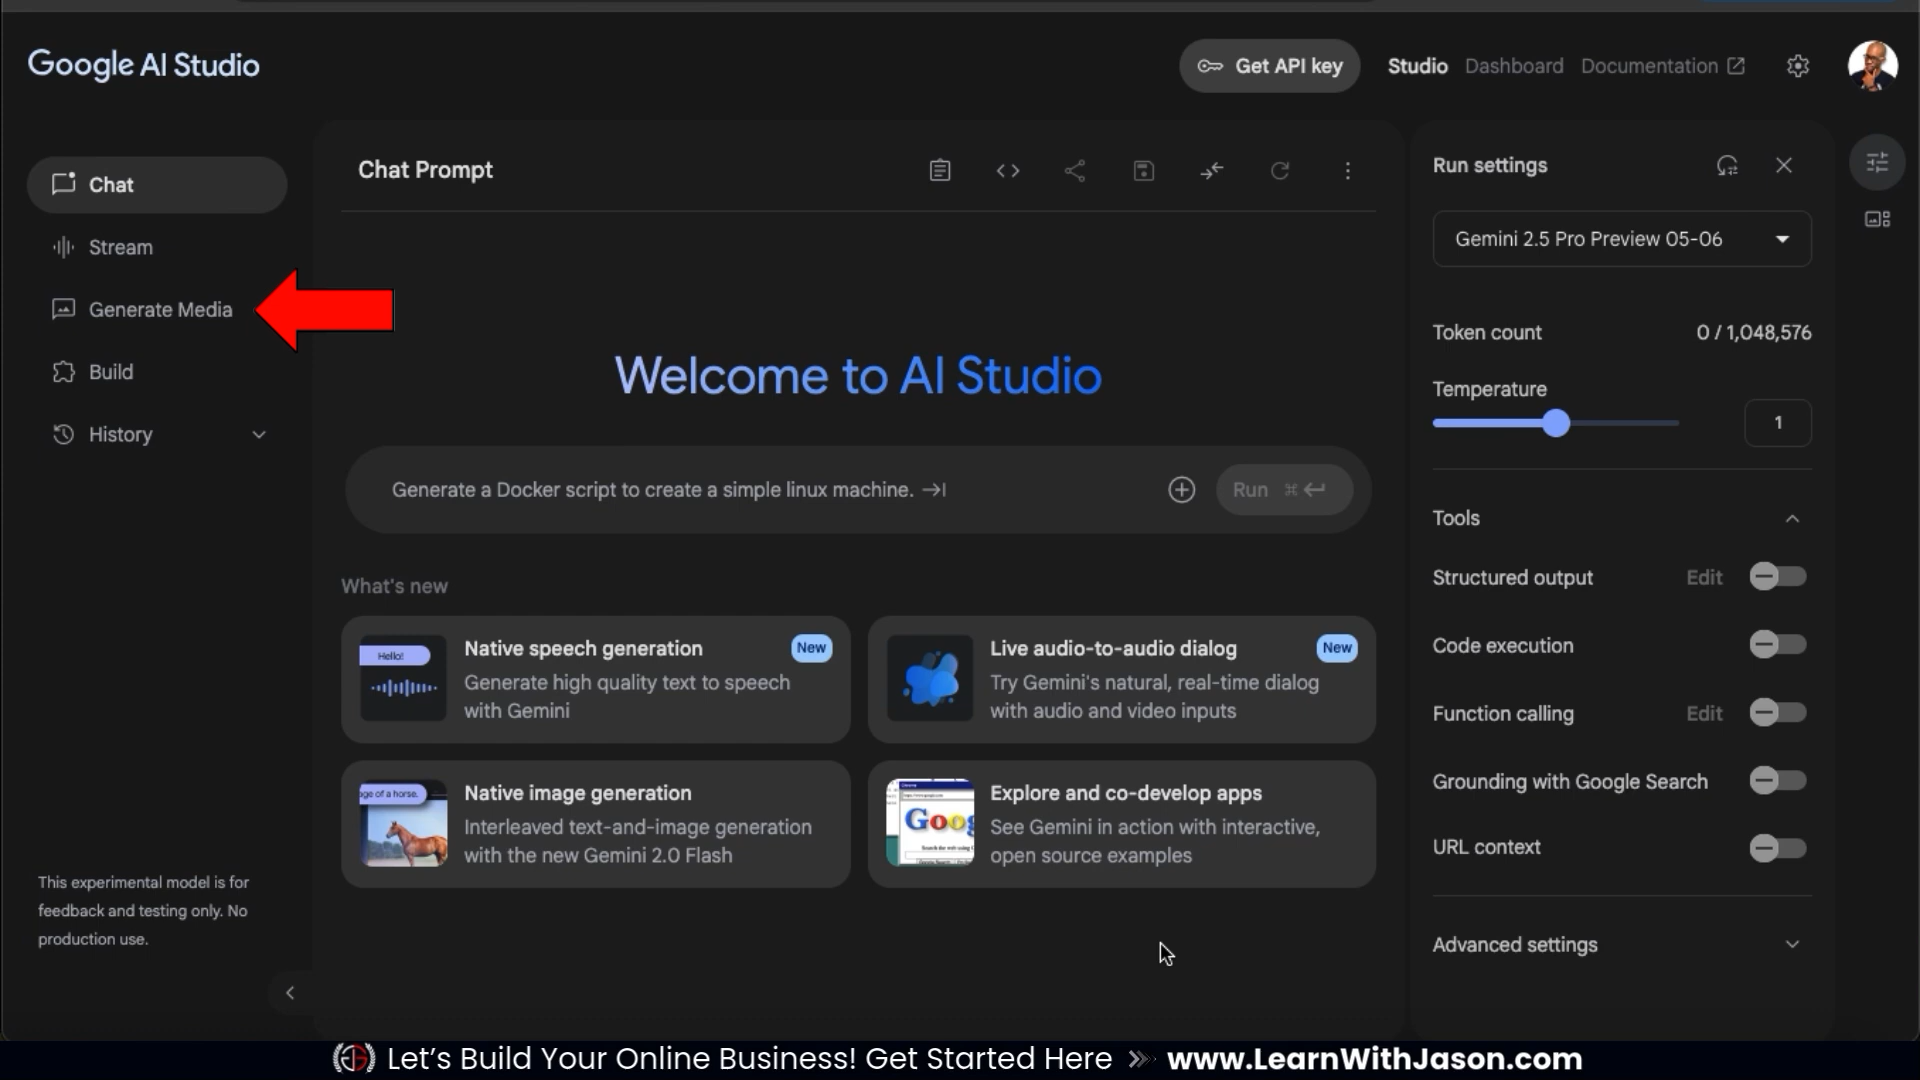 Google AI Studio
Get API key
Studio
Dashboard
Documentation
Chat
Stream
Generate Media
Build
History
This experimental model is for
feedback and testing only. No
production use.
Chat Prompt
Welcome to AI Studio
Generate a Docker script to create a simple linux machine.
Run ⌘
What's new
Hello!
Native speech generation
New
Generate high quality text to speech
with Gemini
Live audio-to-audio dialog
New
Try Gemini's natural, real-time dialog
with audio and video inputs
ge of a horse.
Native image generation
Interleaved text-and-image generation
with the new Gemini 2.0 Flash
Goog
Explore and co-develop apps
See Gemini in action with interactive,
open source examples
Run settings
Gemini 2.5 Pro Preview 05-06
Token count 0 / 1,048,576
Temperature
1
Tools
Structured output Edit
Code execution
Function calling Edit
Grounding with Google Search
URL context
Advanced settings
Let's Build Your Online Business! Get Started Here www.LearnWithJason.com